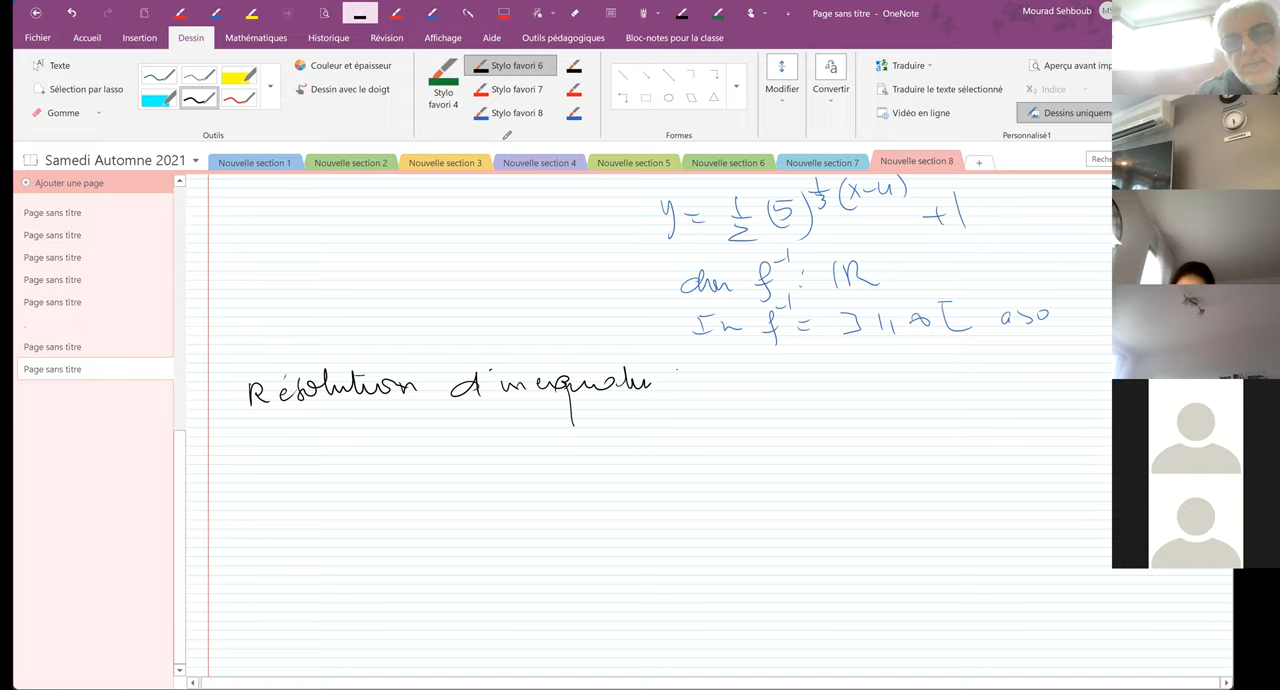 Page sans titre - OneNote
Mourad Sehboub
MS
Fichier
Accueil
Insertion
Dessin
Mathématiques
Historique
Révision
Affichage
Aide
Outils pédagogiques
Bloc-notes pour la classe
Texte
Sélection par lasso
Gomme
Outils
Couleur et épaisseur
Dessin avec le doigt
Stylo favori 4
Stylo favori 6
Stylo favori 7
Stylo favori 8
Formes
Modifier
Convertir
Traduire
Traduire le texte sélectionné
Vidéo en ligne
Aperçu avant imp
Indice
Dessins uniqueme
Personnalisé1
Samedi Automne 2021
Nouvelle section 1
Nouvelle section 2
Nouvelle section 3
Nouvelle section 4
Nouvelle section 5
Nouvelle section 6
Nouvelle section 7
Nouvelle section 8
Reche
Ajouter une page
Page sans titre
Page sans titre
Page sans titre
Page sans titre
Page sans titre
.
Page sans titre
Page sans titre
y = 1/2 (5)^{1/3 (x-4)} + 1
f^{-1} : IR
Im f^{-1} = ]1, ∞[ a>0
Résolution d'inequali